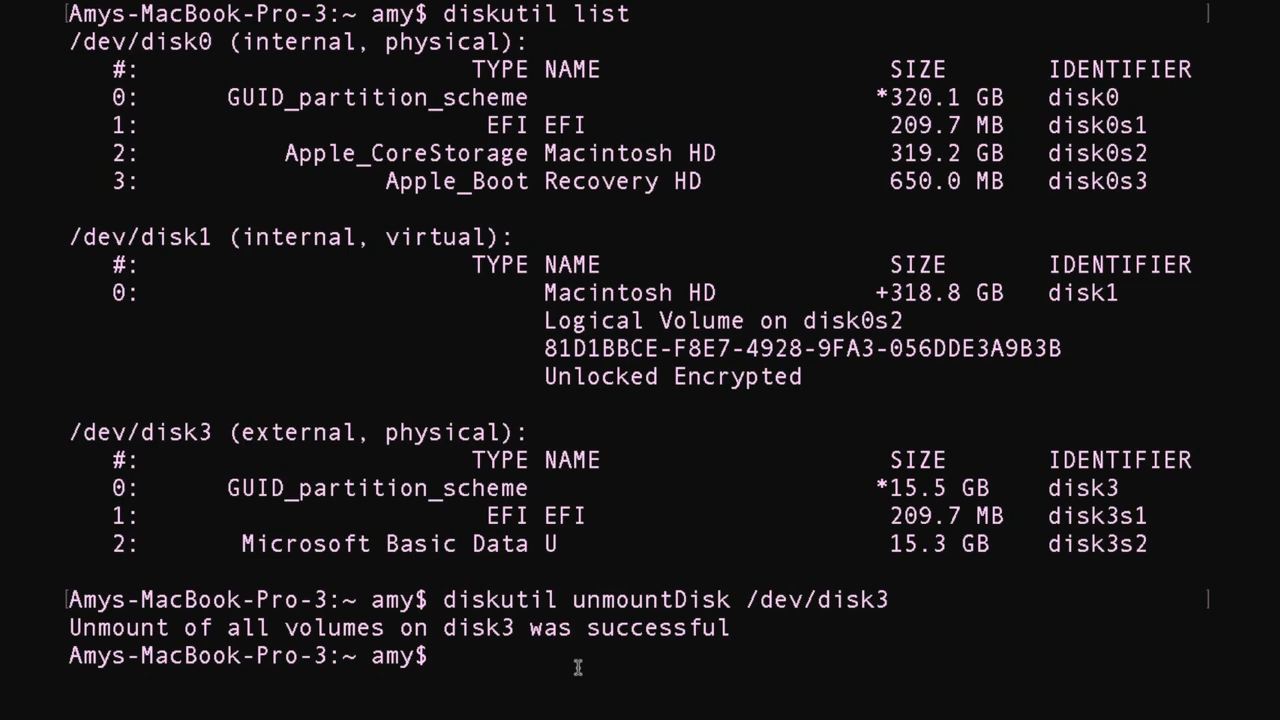 Amys-MacBook-Pro-3:~ amy$ diskutil list
/dev/disk0 (internal, physical):
#: TYPE NAME SIZE IDENTIFIER
0: GUID_partition_scheme *320.1 GB disk0
1: EFI EFI 209.7 MB disk0s1
2: Apple_CoreStorage Macintosh HD 319.2 GB disk0s2
3: Apple_Boot Recovery HD 650.0 MB disk0s3
/dev/disk1 (internal, virtual):
#: TYPE NAME SIZE IDENTIFIER
0: Macintosh HD +318.8 GB disk1
Logical Volume on disk0s2
81D1BBCE-F8E7-4928-9FA3-056DDE3A9B3B
Unlocked Encrypted
/dev/disk3 (external, physical):
#: TYPE NAME SIZE IDENTIFIER
0: GUID_partition_scheme *15.5 GB disk3
1: EFI EFI 209.7 MB disk3s1
2: Microsoft Basic Data U 15.3 GB disk3s2
Amys-MacBook-Pro-3:~ amy$ diskutil unmountDisk /dev/disk3
Unmount of all volumes on disk3 was successful
Amys-MacBook-Pro-3:~ amy$